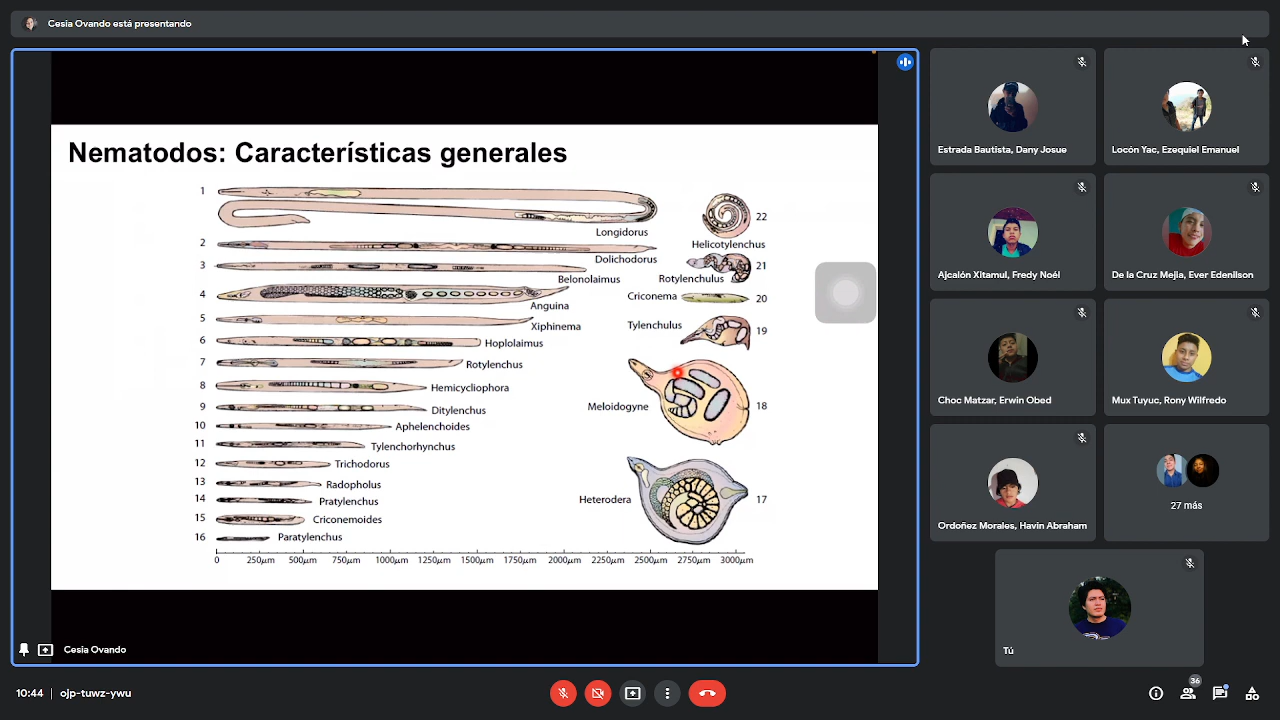 Cesia Ovando está presentando
Nematodos: Características generales
1
Longidorus
2
Dolichodorus
3
Belonolaimus
4
Anguina
5
Xiphinema
6
Hoplolaimus
7
Rotylenchus
8
Hemicycliophora
9
Ditylenchus
10
Aphelenchoides
11
Tylenchorhynchus
12
Trichodorus
13
Radopholus
14
Pratylenchus
15
Criconemoides
16
Paratylenchus
22
Helicotylenchus
21
Rotylenchulus
Criconema
20
Tylenchulus
19
Meloidogyne
18
Heterodera
17
0 250µm 500µm 750µm 1000µm 1250µm 1500µm 1750µm 2000µm 2250µm 2500µm 2750µm 3000µm
Cesia Ovando
Estrada Bautista, Dany Josue
Locón Yac, Ezequiel Emanuel
Ajcalón Xitamul, Fredy Noél
De la Cruz Mejia, Ever Edenilson
Choc Matzar, Erwin Obed
Mux Tuyuc, Rony Wilfredo
Ordoñez Morales, Havin Abraham
27 más
Tú
10:44 ojp-tuwz-ywu
36